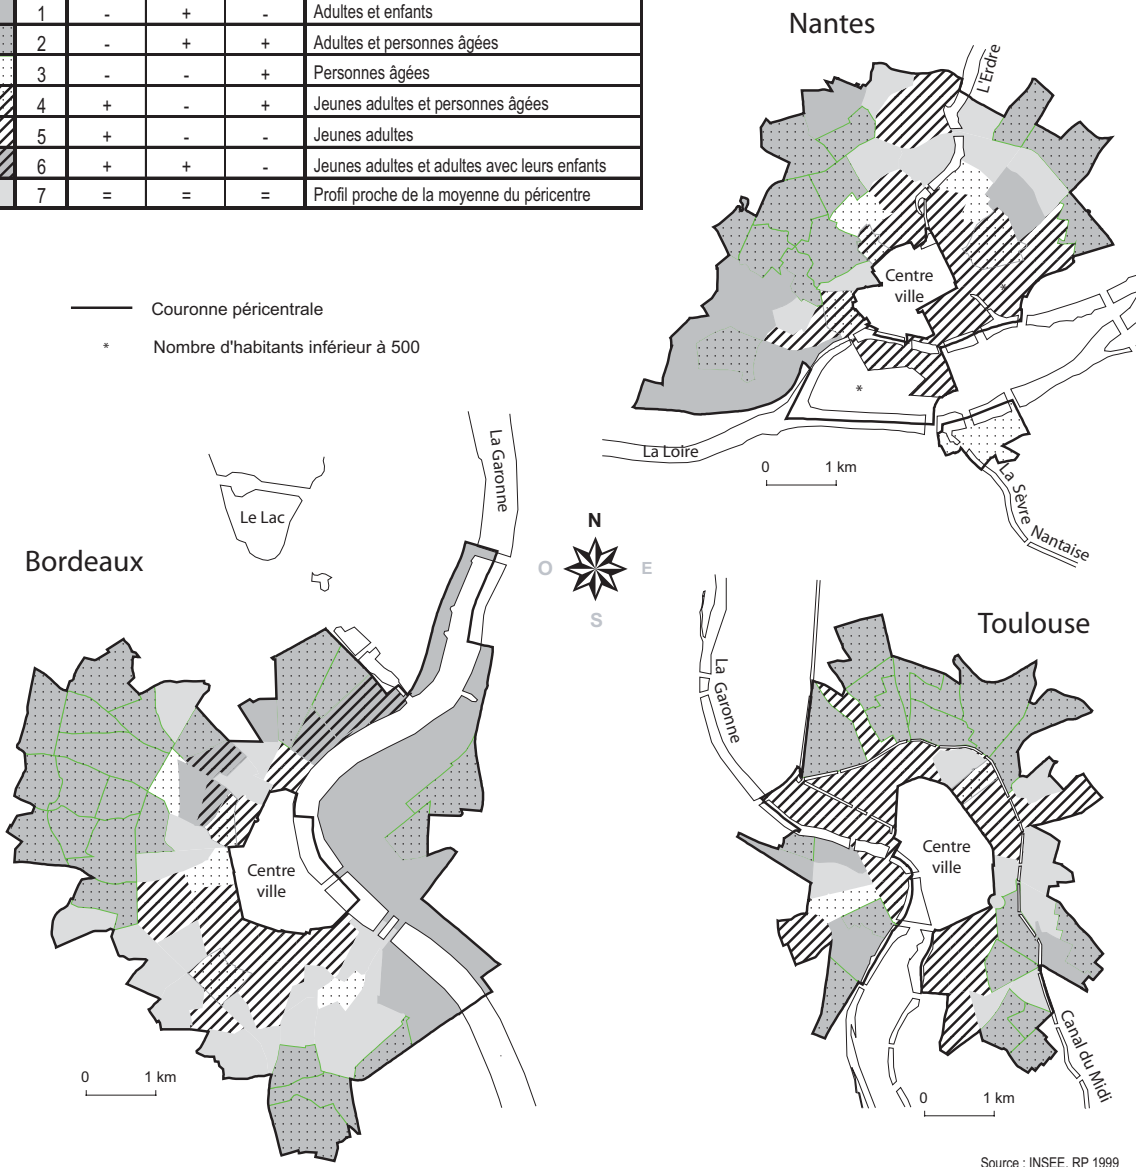 1 - + - Adultes et enfants
2 - + + Adultes et personnes âgées
3 - - + Personnes âgées
4 + - + Jeunes adultes et personnes âgées
5 + - - Jeunes adultes
6 + + - Jeunes adultes et adultes avec leurs enfants
7 = = = Profil proche de la moyenne du péricentre
Couronne péricentrale
* Nombre d'habitants inférieur à 500
Nantes
L'Erdre
Centre
ville
*
*
La Loire
0 1 km
La Sèvre
Nantaise
La Garonne
Le Lac
Bordeaux
N
O E
S
Centre
ville
0 1 km
Toulouse
La Garonne
Centre
ville
Canal du Midi
0 1 km
Source : INSEE, RP 1999